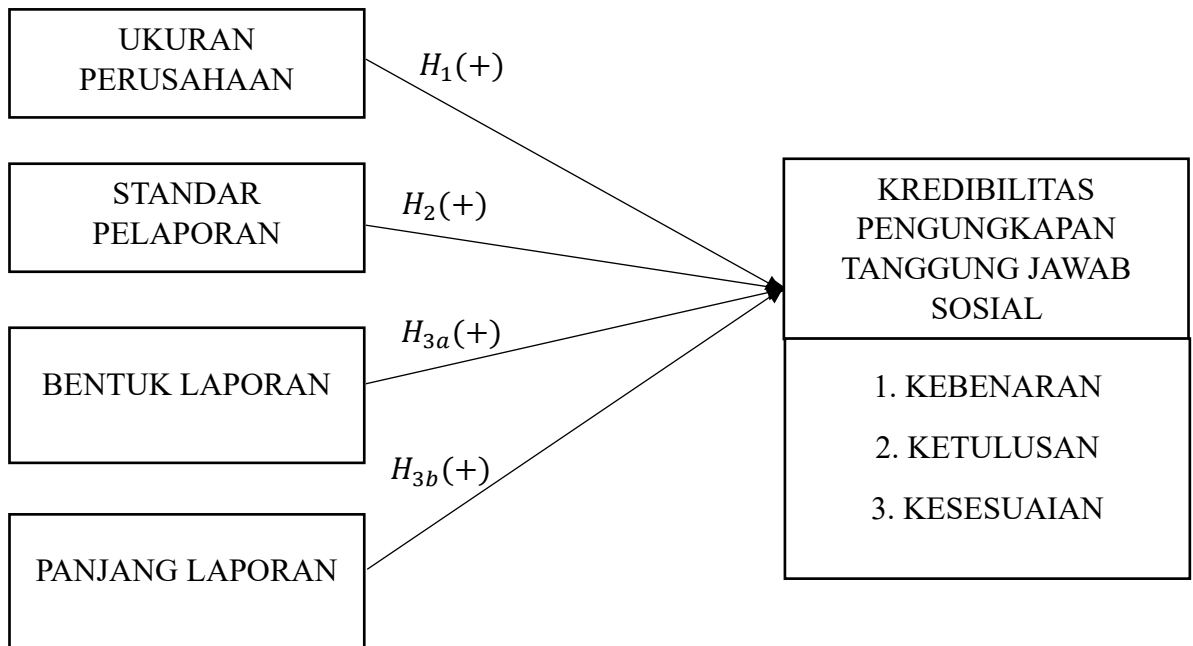 UKURAN
PERUSAHAAN
H₁(+)
STANDAR
PELAPORAN
H₂(+)
BENTUK LAPORAN
H₃ₐ(+)
PANJANG LAPORAN
H₃b(+)
KREDIBILITAS
PENGUNGKAPAN
TANGGUNG JAWAB
SOSIAL
1. KEBENARAN
2. KETULUSAN
3. KESESUAIAN